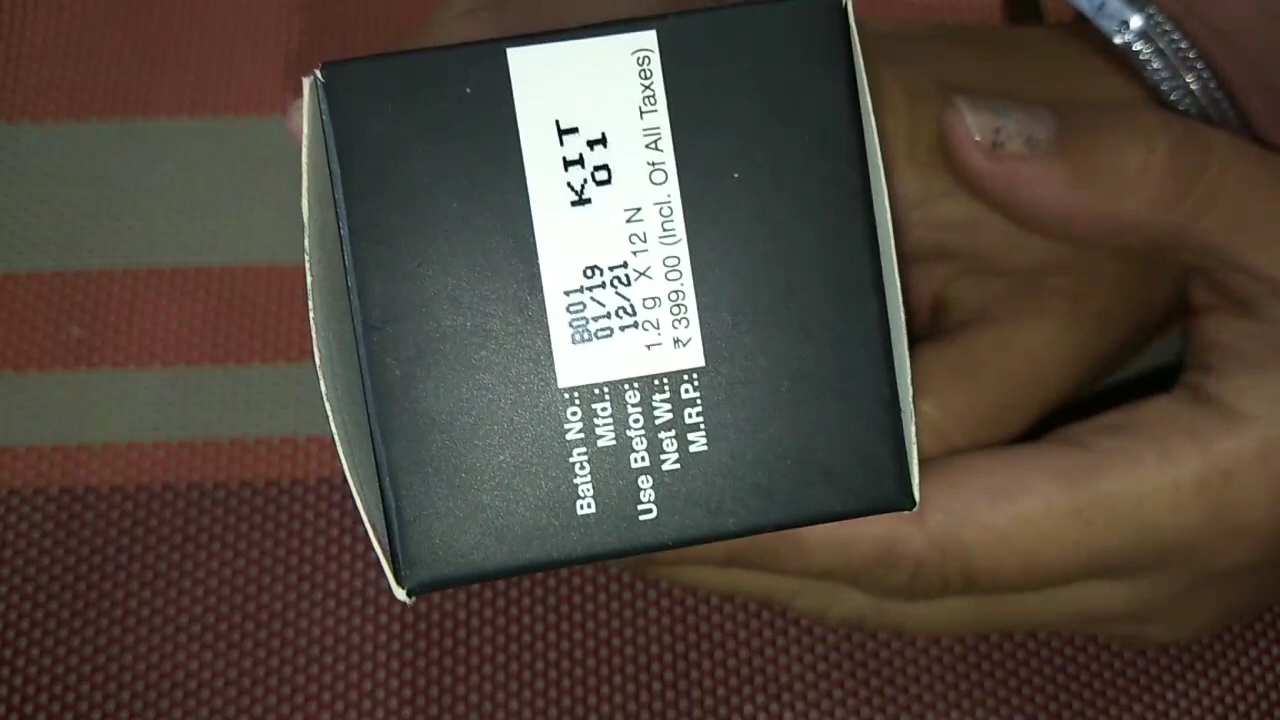 Batch No.: B001 KIT
Mfd.: 01/19 01
Use Before: 12/21
Net Wt.: 1.2 g X 12 N
M.R.P.: ₹ 399.00 (Incl. Of All Taxes)